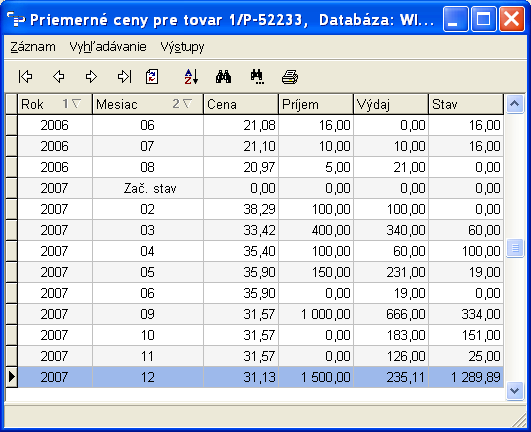 Priemerné ceny pre tovar 1/P-52233, Databáza: WI...
Záznam Vyhľadávanie Výstupy
Rok 1 Mesiac 2 Cena Príjem Výdaj Stav
2006 06 21,08 16,00 0,00 16,00
2006 07 21,10 10,00 10,00 16,00
2006 08 20,97 5,00 21,00 0,00
2007 Zač. stav 0,00 0,00 0,00 0,00
2007 02 38,29 100,00 100,00 0,00
2007 03 33,42 400,00 340,00 60,00
2007 04 35,40 100,00 60,00 100,00
2007 05 35,90 150,00 231,00 19,00
2007 06 35,90 0,00 19,00 0,00
2007 09 31,57 1 000,00 666,00 334,00
2007 10 31,57 0,00 183,00 151,00
2007 11 31,57 0,00 126,00 25,00
2007 12 31,13 1 500,00 235,11 1 289,89